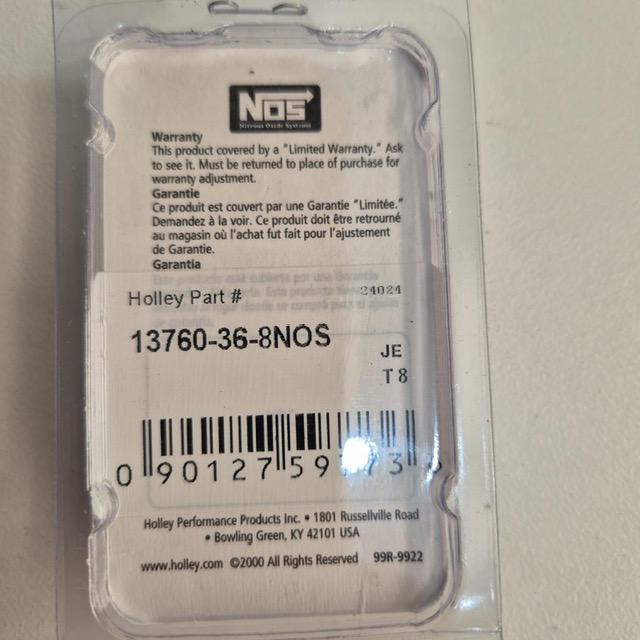 NOS
Nitrous Oxide Systems
Warranty
This product covered by a "Limited Warranty." Ask
to see it. Must be returned to place of purchase for
warranty adjustment.
Garantie
Ce produit est couvert par une Garantie "Limitée."
Demandez à la voir. Ce produit doit être retourné
au magasin où l'achat fut fait pour l'ajustement
de Garantie.
Garantia
Holley Part # 24024
13760-36-8NOS
JE
T 8
0 90127 59
Holley Performance Products Inc. • 1801 Russellville Road
• Bowling Green, KY 42101 USA
www.holley.com ©2000 All Rights Reserved 99R-9922